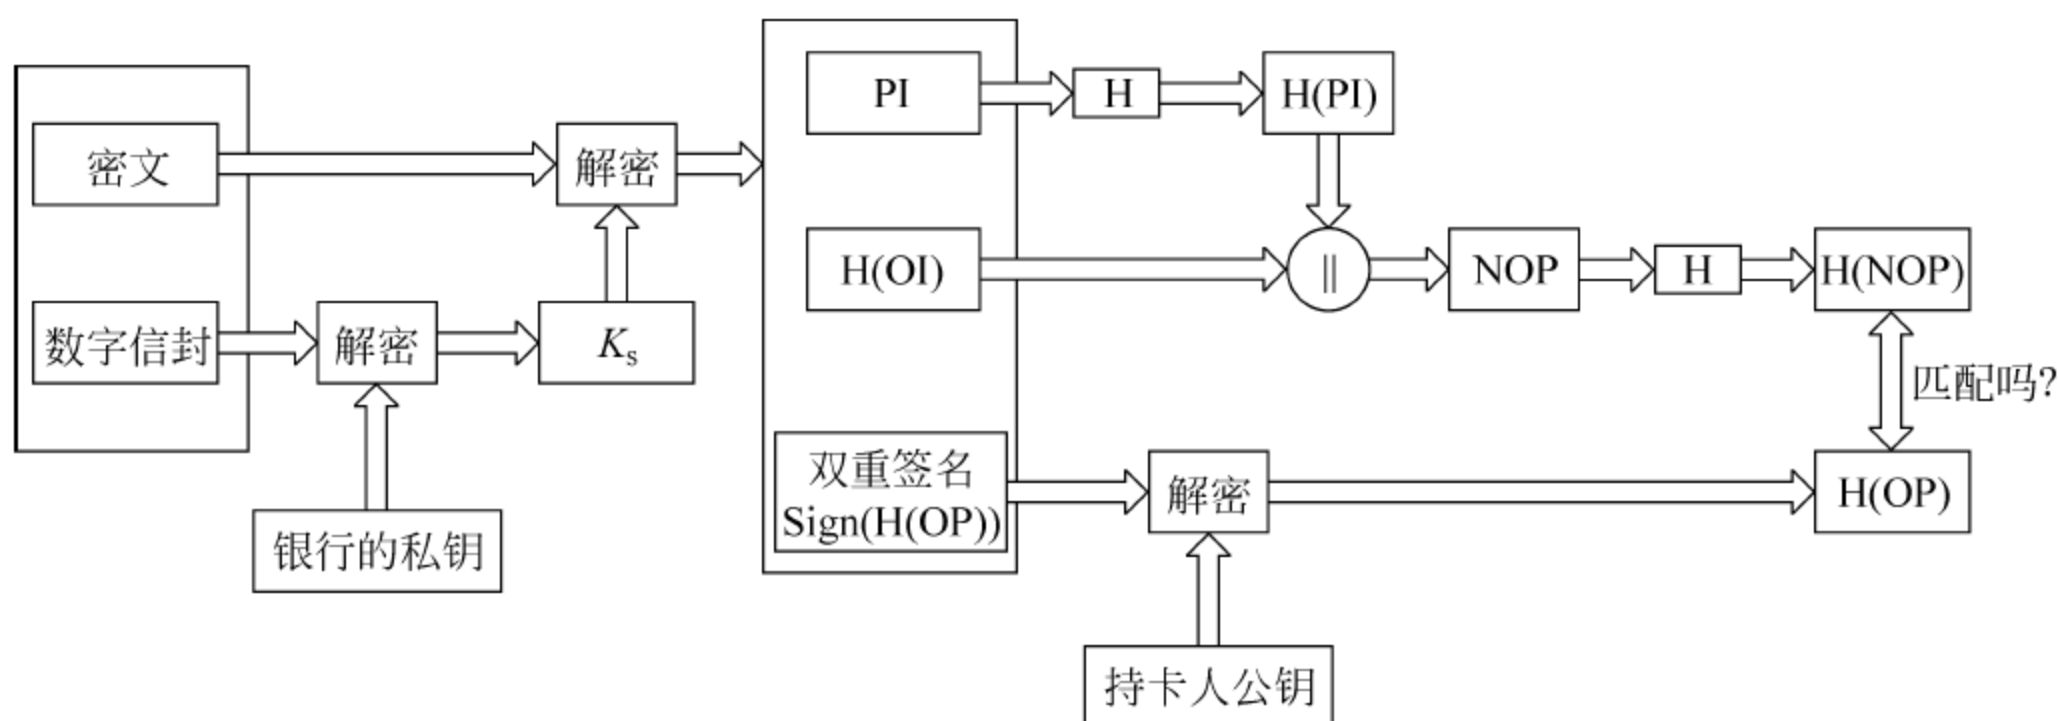 PI
H
H(PI)
密文
解密
H(OI)
||
NOP
H
H(NOP)
数字信封
解密
Ks
匹配吗?
双重签名
Sign(H(OP))
解密
H(OP)
银行的私钥
持卡人公钥